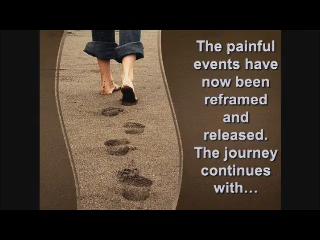 The painful
events have
now been
reframed
and
released.
The journey
continues
with...